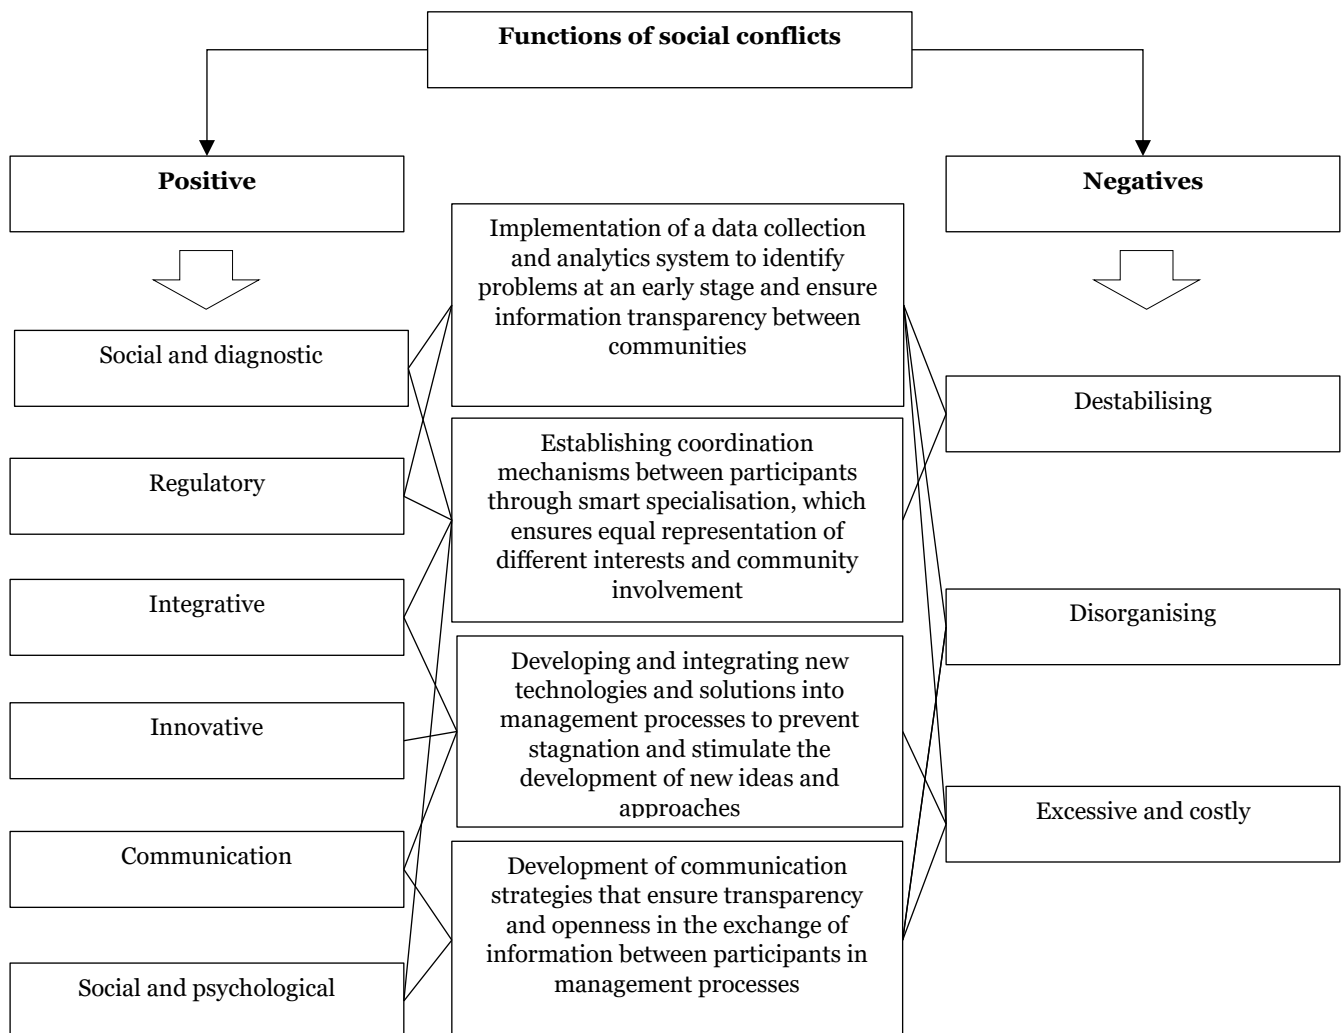 Functions of social conflicts
Positive
Negatives
Social and diagnostic
Regulatory
Integrative
Innovative
Communication
Social and psychological
Implementation of a data collection
and analytics system to identify
problems at an early stage and ensure
information transparency between
communities
Establishing coordination
mechanisms between participants
through smart specialisation, which
ensures equal representation of
different interests and community
involvement
Developing and integrating new
technologies and solutions into
management processes to prevent
stagnation and stimulate the
development of new ideas and
approaches
Development of communication
strategies that ensure transparency
and openness in the exchange of
information between participants in
management processes
Destabilising
Disorganising
Excessive and costly